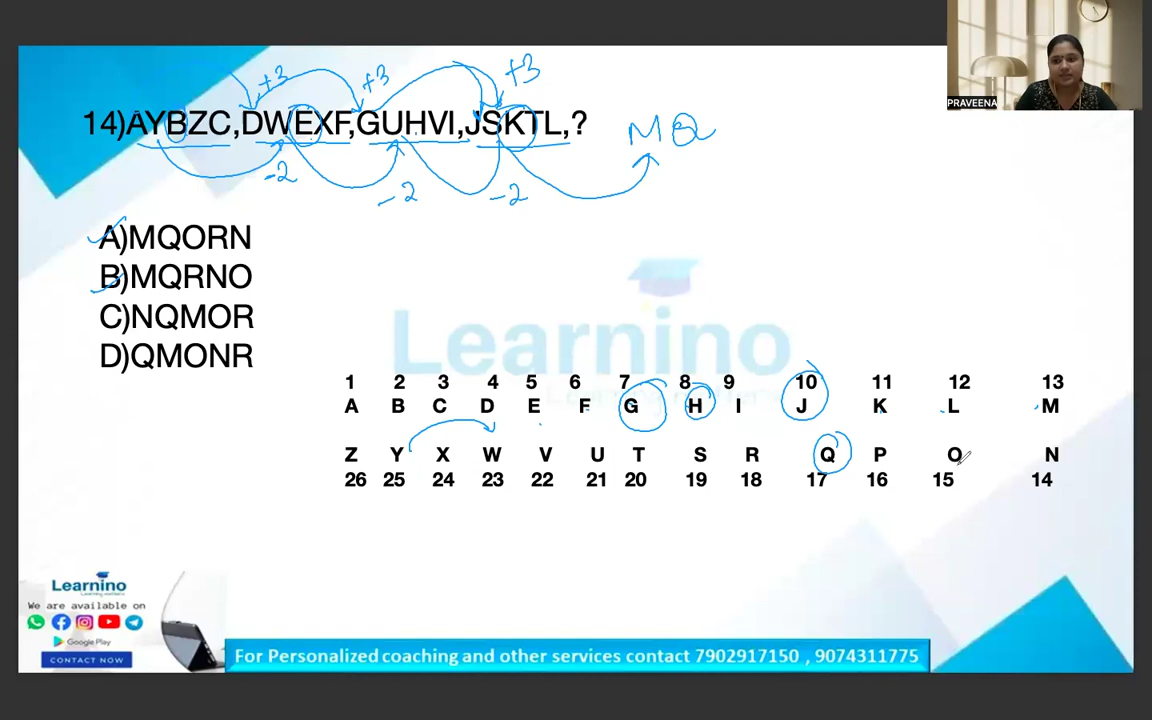 +3 +3 +3
14)AYBZC,DWEXF,GUHVI,JSKTL,? MQ
-2 -2 -2
A)MQORN
B)MQRNO
C)NQMOR
D)QMONR
Learnino
1 2 3 4 5 6 7 8 9 10 11 12 13
A B C D E F G H I J K L M
Z Y X W V U T S R Q P O N
26 25 24 23 22 21 20 19 18 17 16 15 14
Learnino
We are available on
Google Play
CONTACT NOW
For Personalized coaching and other services contact 7902917150 , 9074311775
PRAVEENA